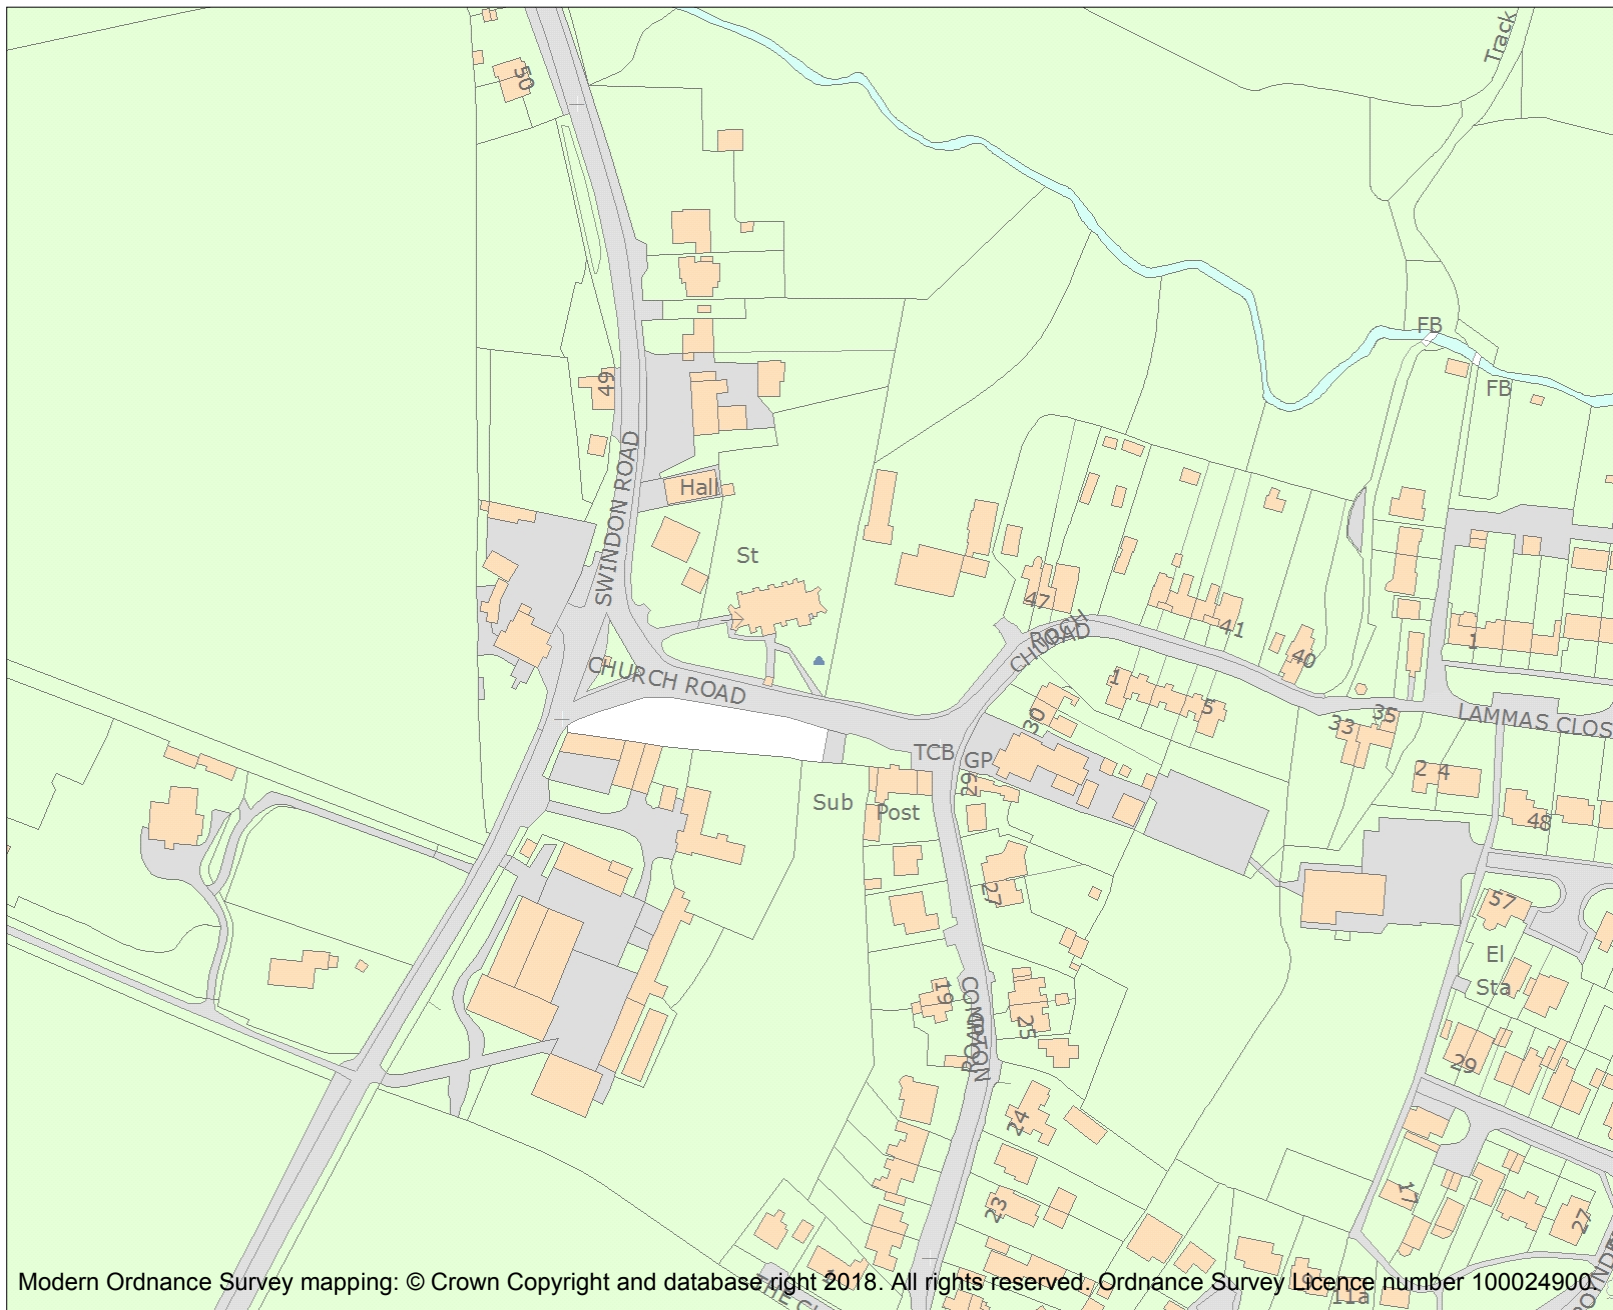 Track
50
FB
FB
49
SWINDON ROAD
Hall
St
47
CHURCH
ROAD
41
40
1
1
5
30
33
35
LAMMAS CLOS
CHURCH ROAD
TCB
GP
29
2
4
48
Sub
Post
27
57
El
Sta
19
25
COMPTON
ROAD
29
24
17
23
27
9
11a
Modern Ordnance Survey mapping: © Crown Copyright and database right 2018. All rights reserved. Ordnance Survey Licence number 100024900.